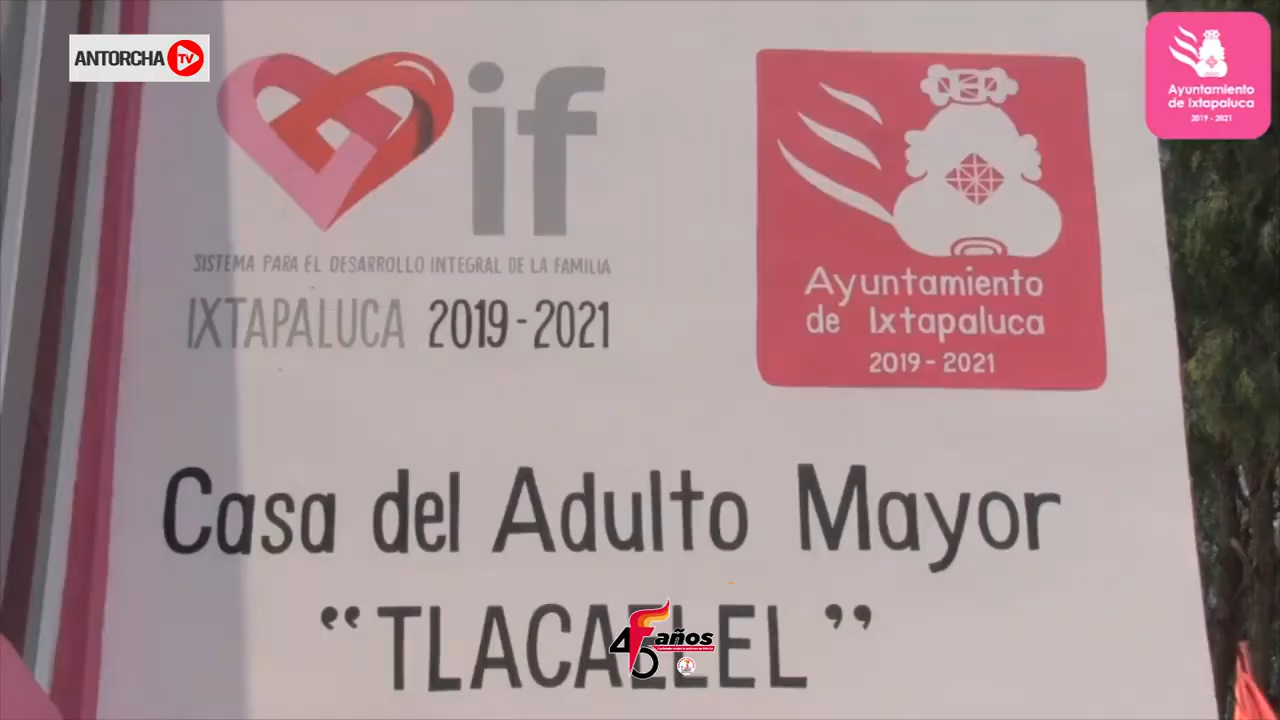 ANTORCHA TV
if
SISTEMA PARA EL DESARROLLO INTEGRAL DE LA FAMILIA
IXTAPALUCA 2019-2021
Ayuntamiento
de Ixtapaluca
2019-2021
Ayuntamiento
de Ixtapaluca
2019-2021
Casa del Adulto Mayor
“TLACAELEL”
45 años